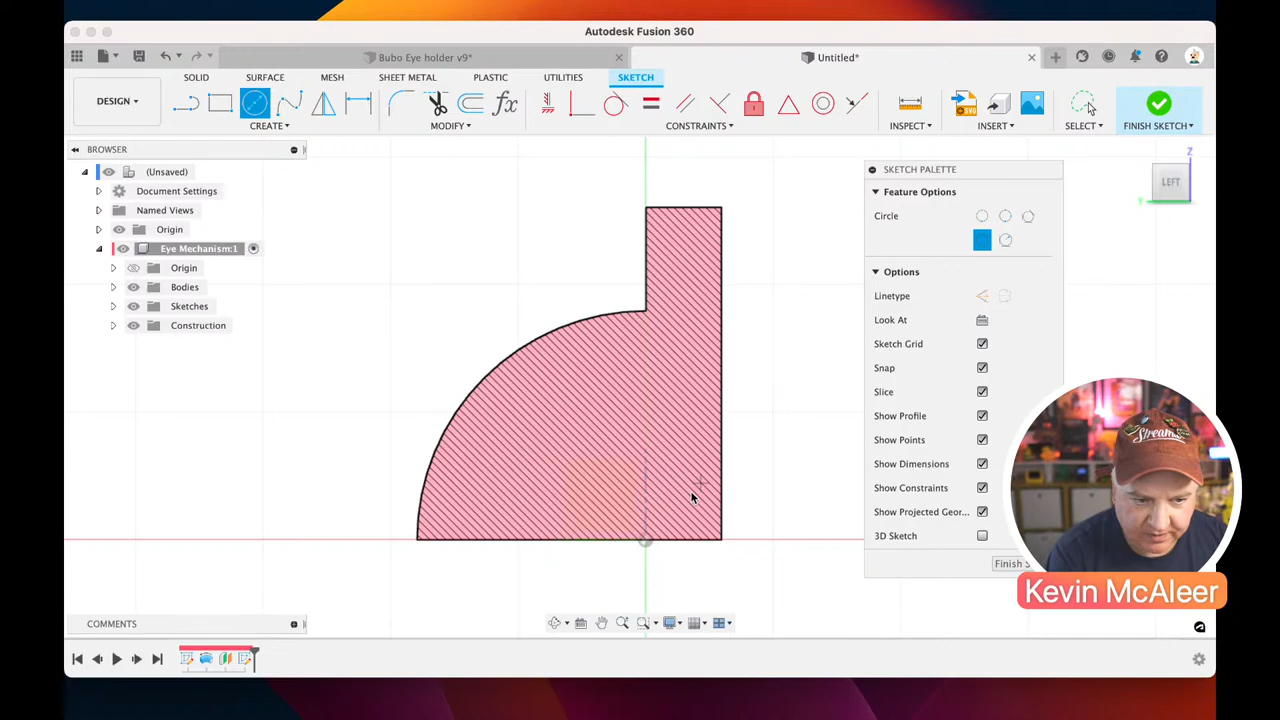 Autodesk Fusion 360
Bubo Eye holder v9*
Untitled*
SOLID SURFACE MESH SHEET METAL PLASTIC UTILITIES SKETCH
DESIGN
fx
CREATE MODIFY CONSTRAINTS INSPECT INSERT SELECT FINISH SKETCH
SVG
BROWSER
(Unsaved)
Document Settings
Named Views
Origin
Eye Mechanism:1
Origin
Bodies
Sketches
Construction
Z
LEFT
Y
SKETCH PALETTE
Feature Options
Circle
Options
Linetype
Look At
Sketch Grid
Snap
Slice
Show Profile
Show Points
Show Dimensions
Show Constraints
Show Projected Geor...
3D Sketch
Finish S
Kevin McAleer
COMMENTS